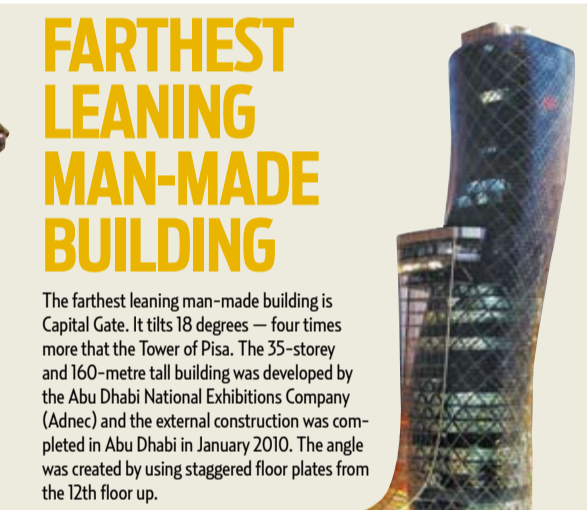 FARTHEST
LEANING
MAN-MADE
BUILDING
The farthest leaning man-made building is
Capital Gate. It tilts 18 degrees — four times
more that the Tower of Pisa. The 35-storey
and 160-metre tall building was developed by
the Abu Dhabi National Exhibitions Company
(Adnec) and the external construction was com-
pleted in Abu Dhabi in January 2010. The angle
was created by using staggered floor plates from
the 12th floor up.